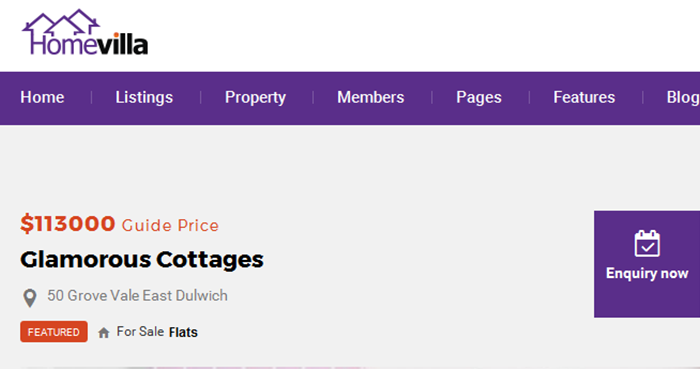 Homevilla
Home Listings Property Members Pages Features Blog
$113000 Guide Price
Glamorous Cottages
50 Grove Vale East Dulwich
Enquiry now
FEATURED For Sale Flats